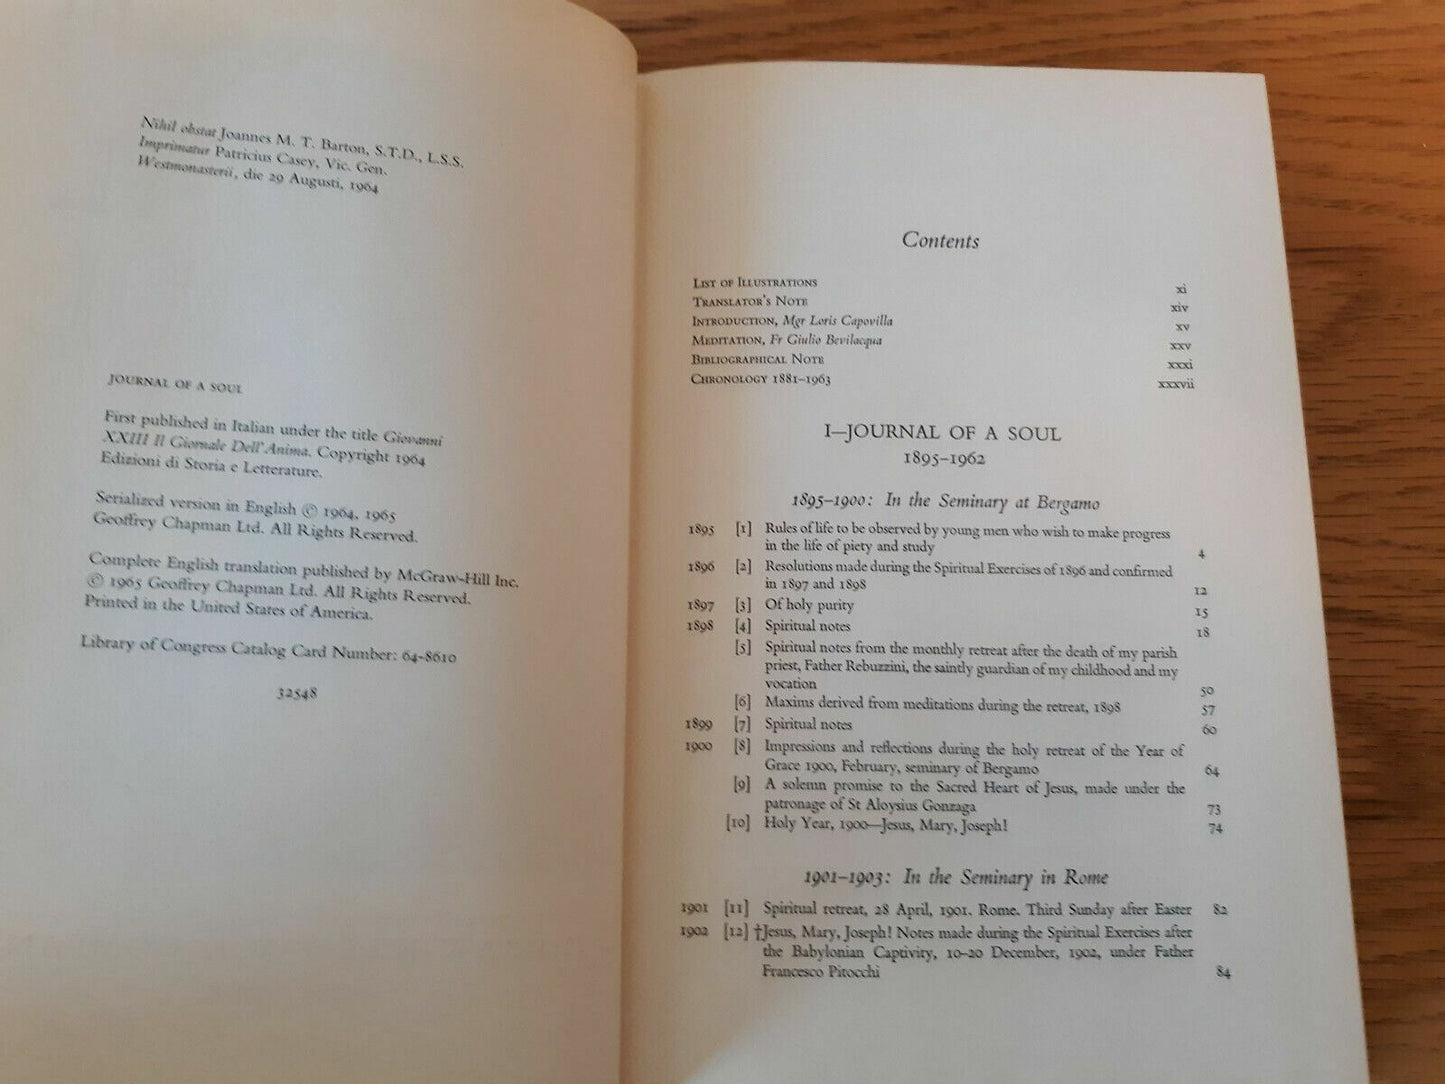 Nihil obstat Joannes M. T. Barton, S.T.D., L.S.S.
Imprimatur Patricius Casey, Vic. Gen.
Westmonasterii, die 29 Augusti, 1964
JOURNAL OF A SOUL
First published in Italian under the title Giovanni
XXIII Il Giornale Dell'Anima. Copyright 1964
Edizioni di Storia e Letterature.
Serialized version in English © 1964, 1965
Geoffrey Chapman Ltd. All Rights Reserved.
Complete English translation published by McGraw-Hill Inc.
© 1965 Geoffrey Chapman Ltd. All Rights Reserved.
Printed in the United States of America.
Library of Congress Catalog Card Number: 64-8610
32548
Contents
List of Illustrations xi
Translator's Note xiv
Introduction, Mgr Loris Capovilla xv
Meditation, Fr Giulio Bevilacqua xxv
Bibliographical Note xxxi
Chronology 1881–1963 xxxvii
I—JOURNAL OF A SOUL
1895–1962
1895–1900: In the Seminary at Bergamo
1895 [1] Rules of life to be observed by young men who wish to make progress
in the life of piety and study 4
1896 [2] Resolutions made during the Spiritual Exercises of 1896 and confirmed
in 1897 and 1898 12
1897 [3] Of holy purity 15
1898 [4] Spiritual notes 18
[5] Spiritual notes from the monthly retreat after the death of my parish
priest, Father Rebuzzini, the saintly guardian of my childhood and my
vocation 50
[6] Maxims derived from meditations during the retreat, 1898 57
1899 [7] Spiritual notes 60
1900 [8] Impressions and reflections during the holy retreat of the Year of
Grace 1900, February, seminary of Bergamo 64
[9] A solemn promise to the Sacred Heart of Jesus, made under the
patronage of St Aloysius Gonzaga 73
[10] Holy Year, 1900—Jesus, Mary, Joseph! 74
1901–1903: In the Seminary in Rome
1901 [11] Spiritual retreat, 28 April, 1901. Rome. Third Sunday after Easter 82
1902 [12] †Jesus, Mary, Joseph! Notes made during the Spiritual Exercises after
the Babylonian Captivity, 10–20 December, 1902, under Father
Francesco Pitocchi 84